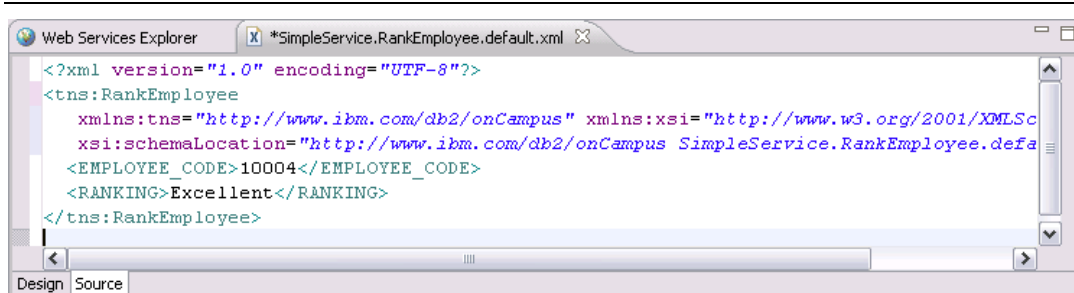 Web Services Explorer
*SimpleService.RankEmployee.default.xml
<?xml version="1.0" encoding="UTF-8"?>
<tns:RankEmployee
xmlns:tns="http://www.ibm.com/db2/onCampus" xmlns:xsi="http://www.w3.org/2001/XMLSc
xsi:schemaLocation="http://www.ibm.com/db2/onCampus SimpleService.RankEmployee.defa
<EMPLOYEE_CODE>10004</EMPLOYEE_CODE>
<RANKING>Excellent</RANKING>
</tns:RankEmployee>
Design Source